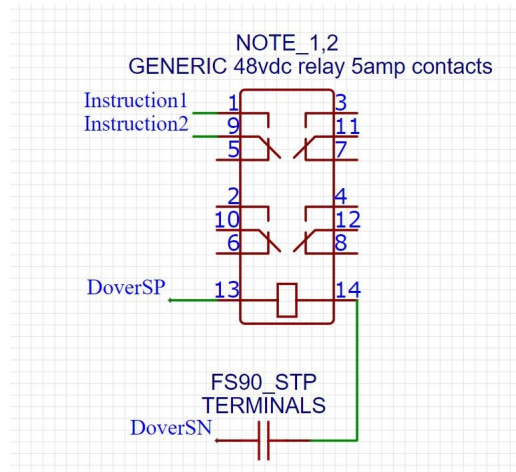 NOTE_1,2
GENERIC 48vdc relay 5amp contacts
Instruction1 1 3
Instruction2 9 11
5 7
2 4
10 12
6 8
DoverSP 13 14
FS90_STP
TERMINALS
DoverSN